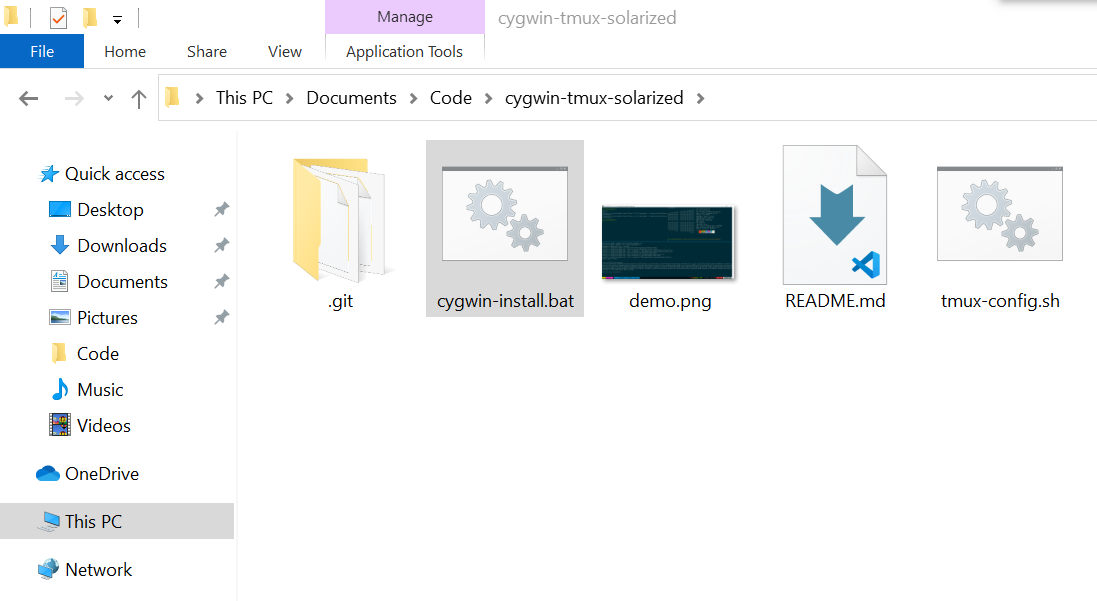 Manage
cygwin-tmux-solarized
File
Home
Share
View
Application Tools
This PC
Documents
Code
cygwin-tmux-solarized
Quick access
Desktop
Downloads
Documents
Pictures
Code
Music
Videos
OneDrive
This PC
Network
.git
cygwin-install.bat
demo.png
README.md
tmux-config.sh